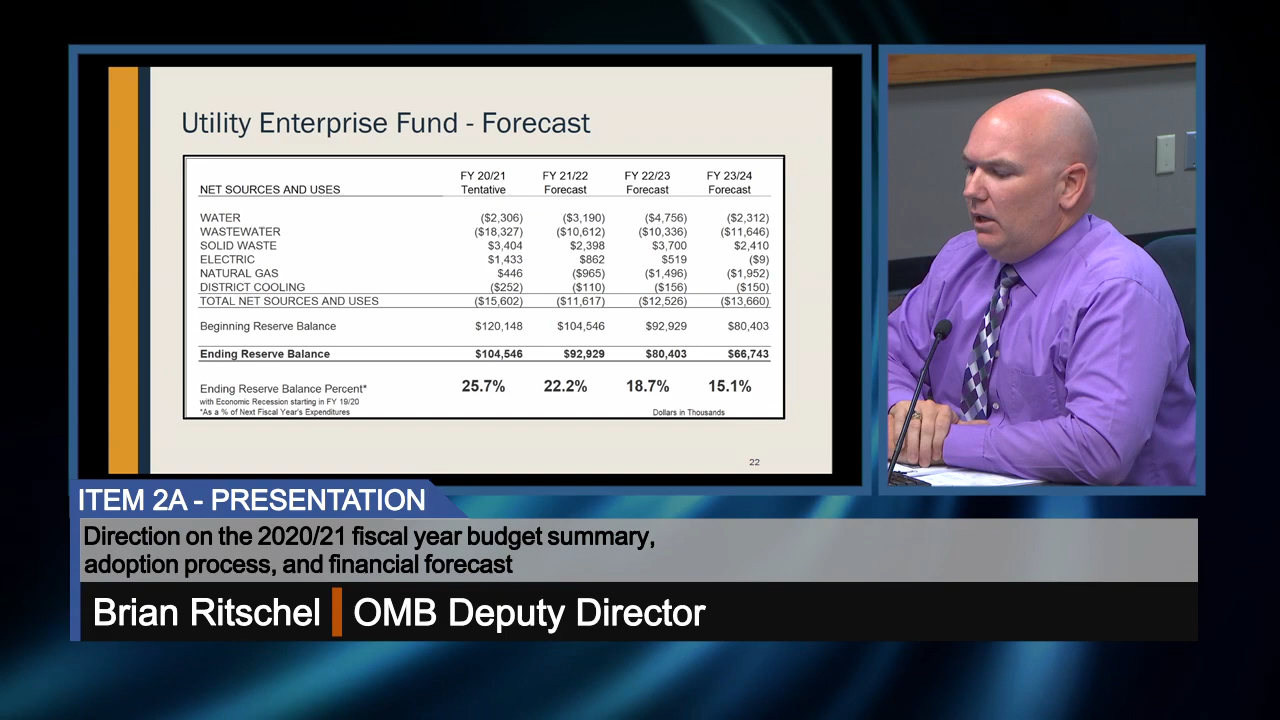 Utility Enterprise Fund - Forecast
FY 20/21 FY 21/22 FY 22/23 FY 23/24
NET SOURCES AND USES Tentative Forecast Forecast Forecast
WATER ($2,306) ($3,190) ($4,756) ($2,312)
WASTEWATER ($18,327) ($10,612) ($10,336) ($11,646)
SOLID WASTE $3,404 $2,398 $3,700 $2,410
ELECTRIC $1,433 $862 $519 ($9)
NATURAL GAS $446 ($965) ($1,496) ($1,952)
DISTRICT COOLING ($252) ($110) ($156) ($150)
TOTAL NET SOURCES AND USES ($15,602) ($11,617) ($12,526) ($13,660)
Beginning Reserve Balance $120,148 $104,546 $92,929 $80,403
Ending Reserve Balance $104,546 $92,929 $80,403 $66,743
Ending Reserve Balance Percent* 25.7% 22.2% 18.7% 15.1%
with Economic Recession starting in FY 19/20
*As a % of Next Fiscal Year's Expenditures Dollars in Thousands
22
ITEM 2A - PRESENTATION
Direction on the 2020/21 fiscal year budget summary,
adoption process, and financial forecast
Brian Ritschel OMB Deputy Director